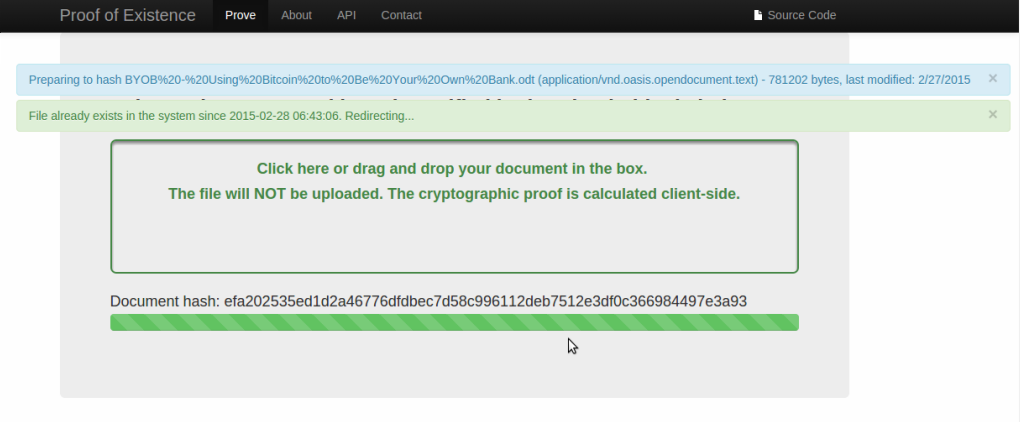 Proof of Existence Prove About API Contact Source Code
Preparing to hash BYOB%20-%20Using%20Bitcoin%20to%20Be%20Your%20Own%20Bank.odt (application/vnd.oasis.opendocument.text) - 781202 bytes, last modified: 2/27/2015 ×
File already exists in the system since 2015-02-28 06:43:06. Redirecting... ×
Click here or drag and drop your document in the box.
The file will NOT be uploaded. The cryptographic proof is calculated client-side.
Document hash: efa202535ed1d2a46776dfdbec7d58c996112deb7512e3df0c366984497e3a93